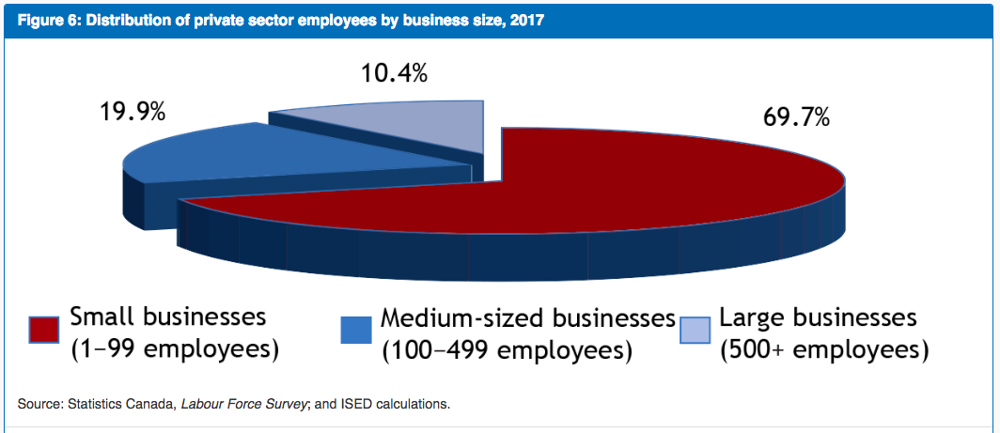 Figure 6: Distribution of private sector employees by business size, 2017
10.4%
19.9%
69.7%
Small businesses
(1–99 employees)
Medium-sized businesses
(100–499 employees)
Large businesses
(500+ employees)
Source: Statistics Canada, Labour Force Survey; and ISED calculations.